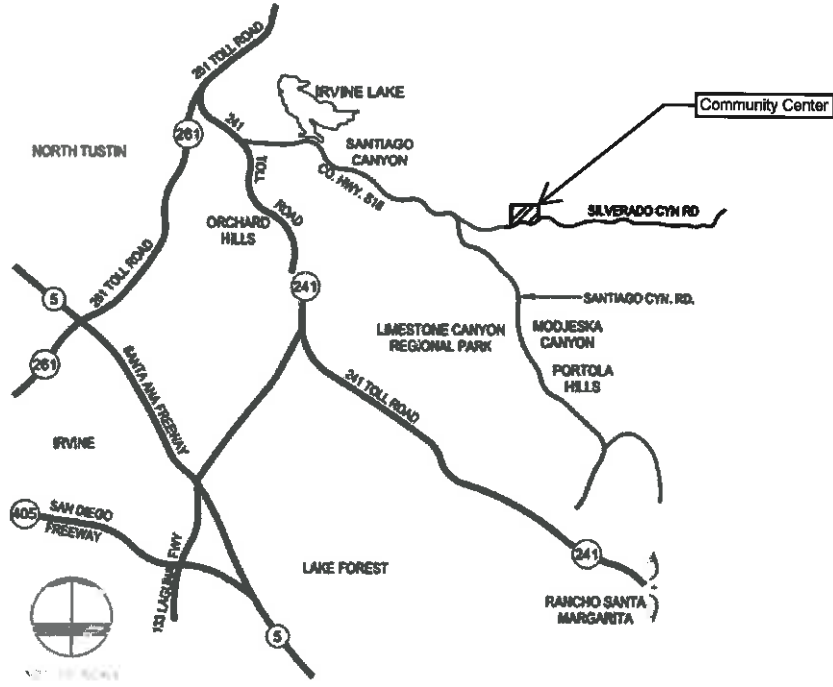 261 TOLL ROAD
IRVINE LAKE
Community Center
261
241
NORTH TUSTIN
SANTIAGO
CANYON
TOLL
CO. HWY. S18
ROAD
SILVERADO CYN RD
ORCHARD
HILLS
261 TOLL ROAD
241
5
SANTIAGO CYN. RD.
LIMESTONE CANYON
REGIONAL PARK
MODJESKA
CANYON
261
SANTA ANA FREEWAY
241 TOLL ROAD
PORTOLA
HILLS
IRVINE
405
SAN DIEGO
FREEWAY
133 LAGUNA FWY
LAKE FOREST
241
RANCHO SANTA
MARGARITA
5